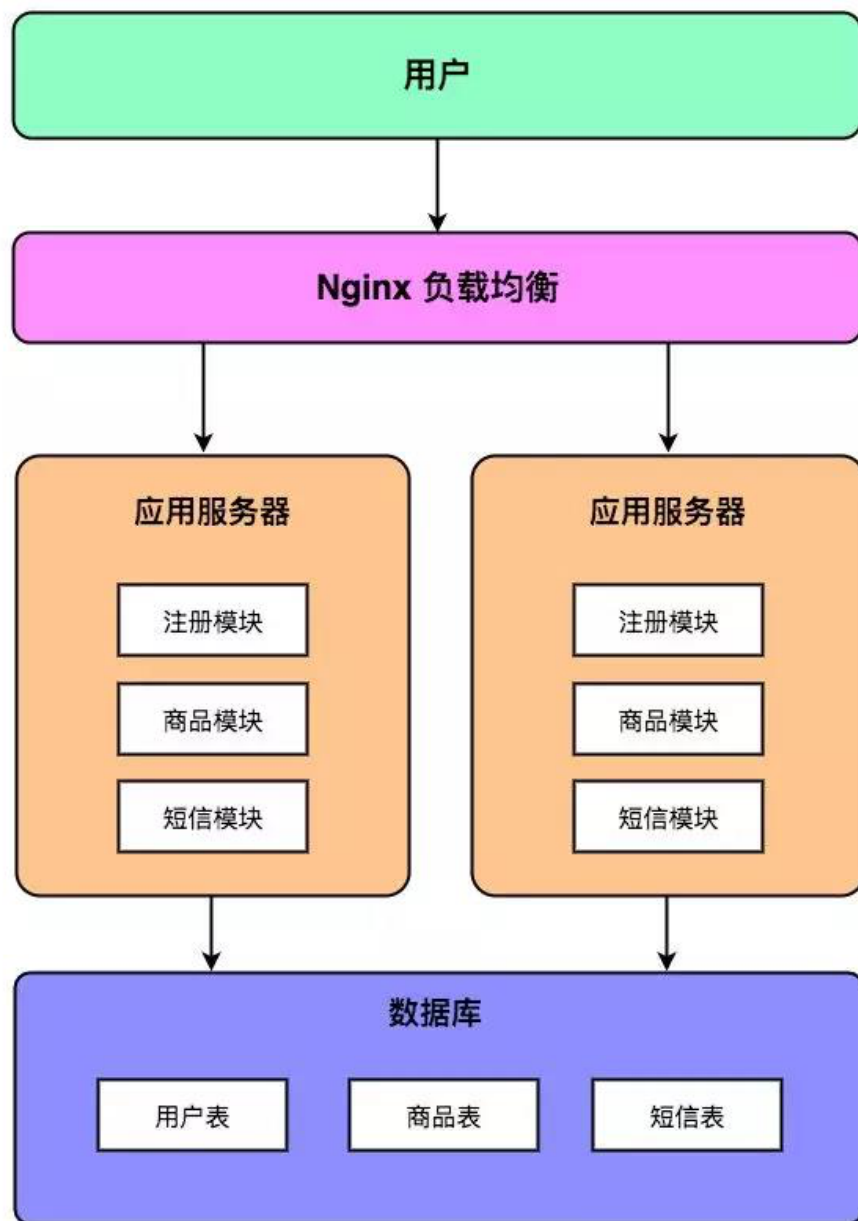 用户
Nginx 负载均衡
应用服务器
注册模块
商品模块
短信模块
应用服务器
注册模块
商品模块
短信模块
数据库
用户表
商品表
短信表